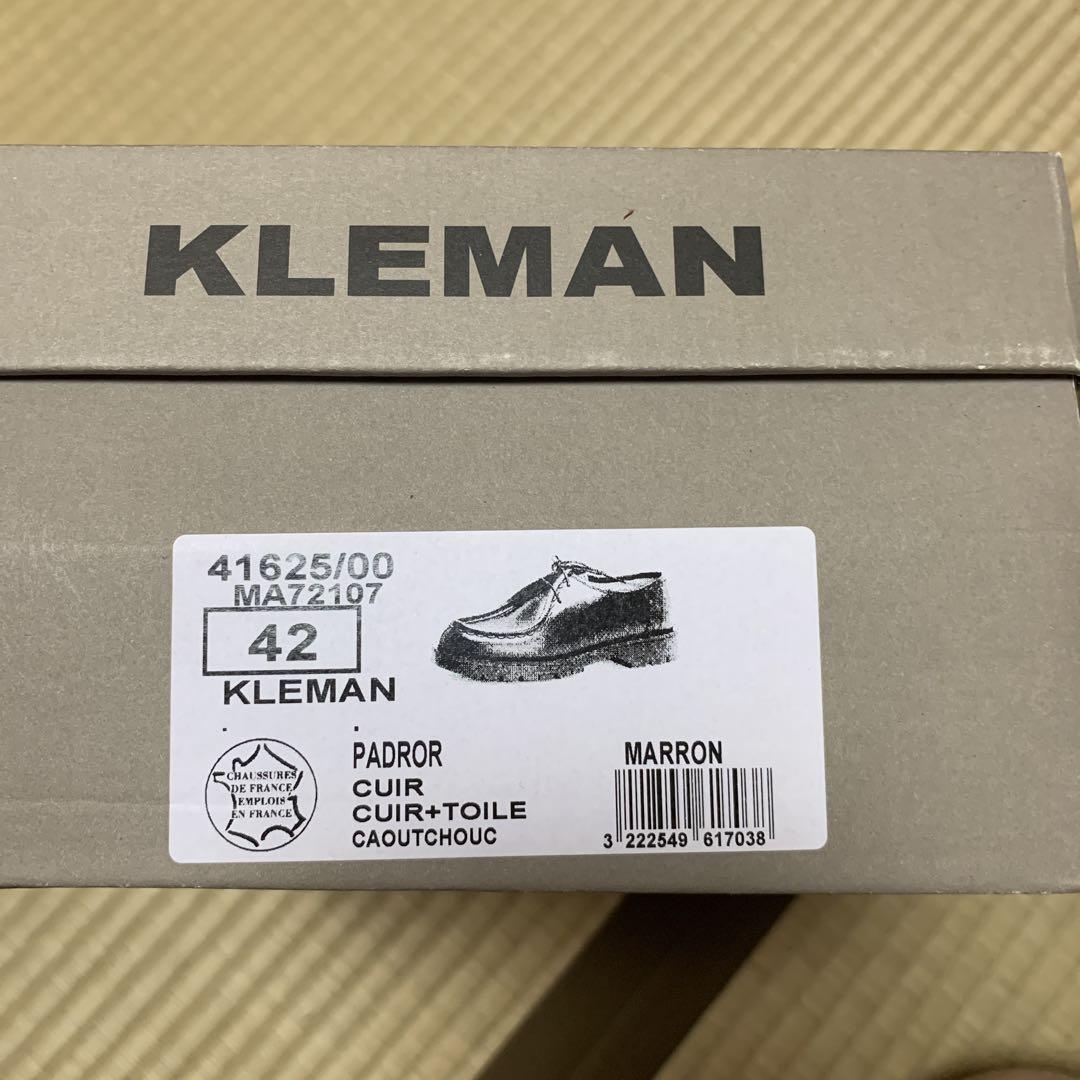 KLEMAN
41625/00
MA72107
42
KLEMAN
. .
CHAUSSURES
DE FRANCE
EMPLOIS
EN FRANCE
PADROR
CUIR
CUIR+TOILE
CAOUTCHOUC
MARRON
3 222549 617038